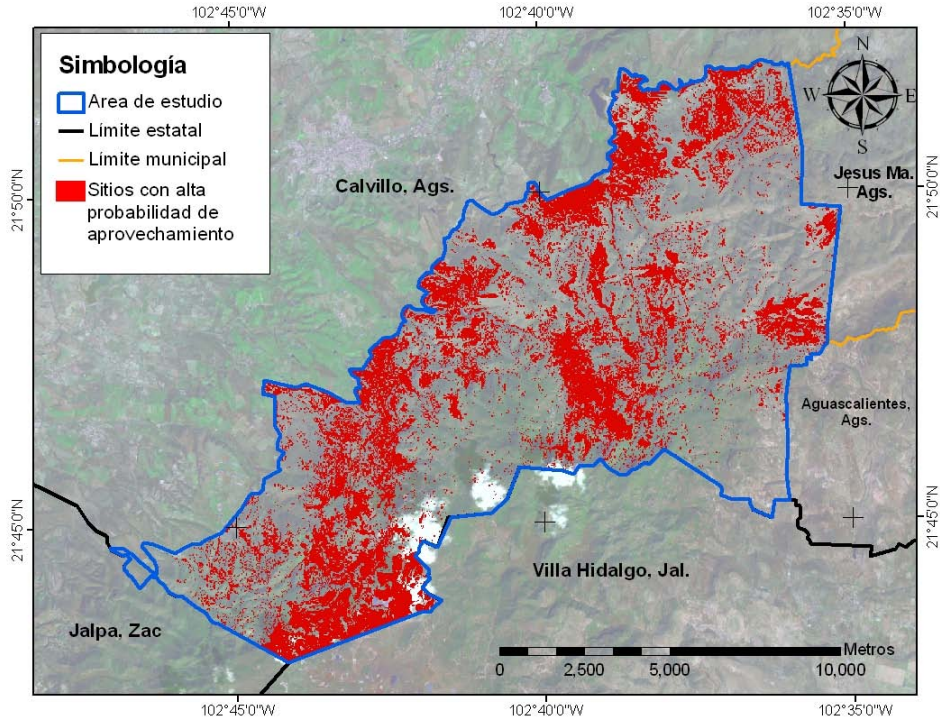 102°45'0"W
102°40'0"W
102°35'0"W
Simbología
Area de estudio
Límite estatal
Límite municipal
Sitios con alta
probabilidad de
aprovechamiento
N
W
E
S
Calvillo, Ags.
Jesus Ma.
Ags.
21°50'0"N
21°50'0"N
Aguascalientes,
Ags.
21°45'0"N
21°45'0"N
Villa Hidalgo, Jal.
Jalpa, Zac
Metros
0
2,500
5,000
10,000
102°45'0"W
102°40'0"W
102°35'0"W